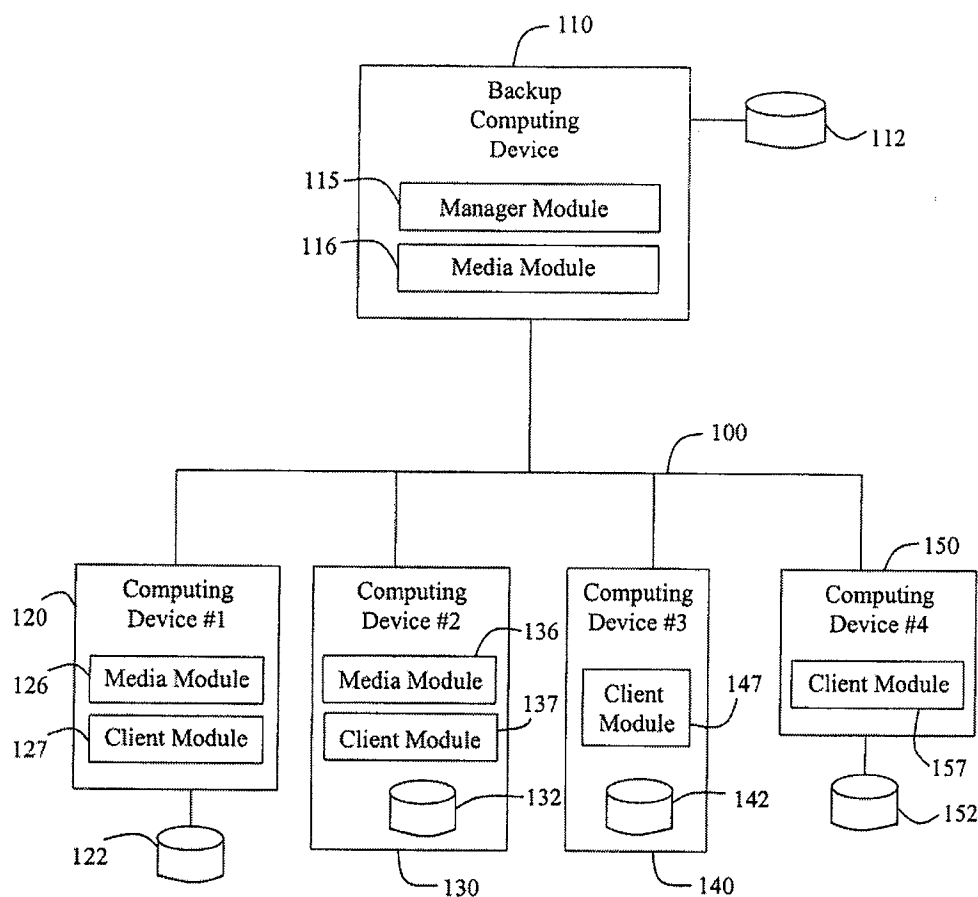 110
Backup
Computing
Device
112
115
Manager Module
116
Media Module
100
150
120
Computing
Device #1
Computing
Device #2
136
Computing
Device #3
Computing
Device #4
126
Media Module
Media Module
Client
Module
147
Client Module
127
Client Module
137
Client Module
157
132
142
152
122
130
140